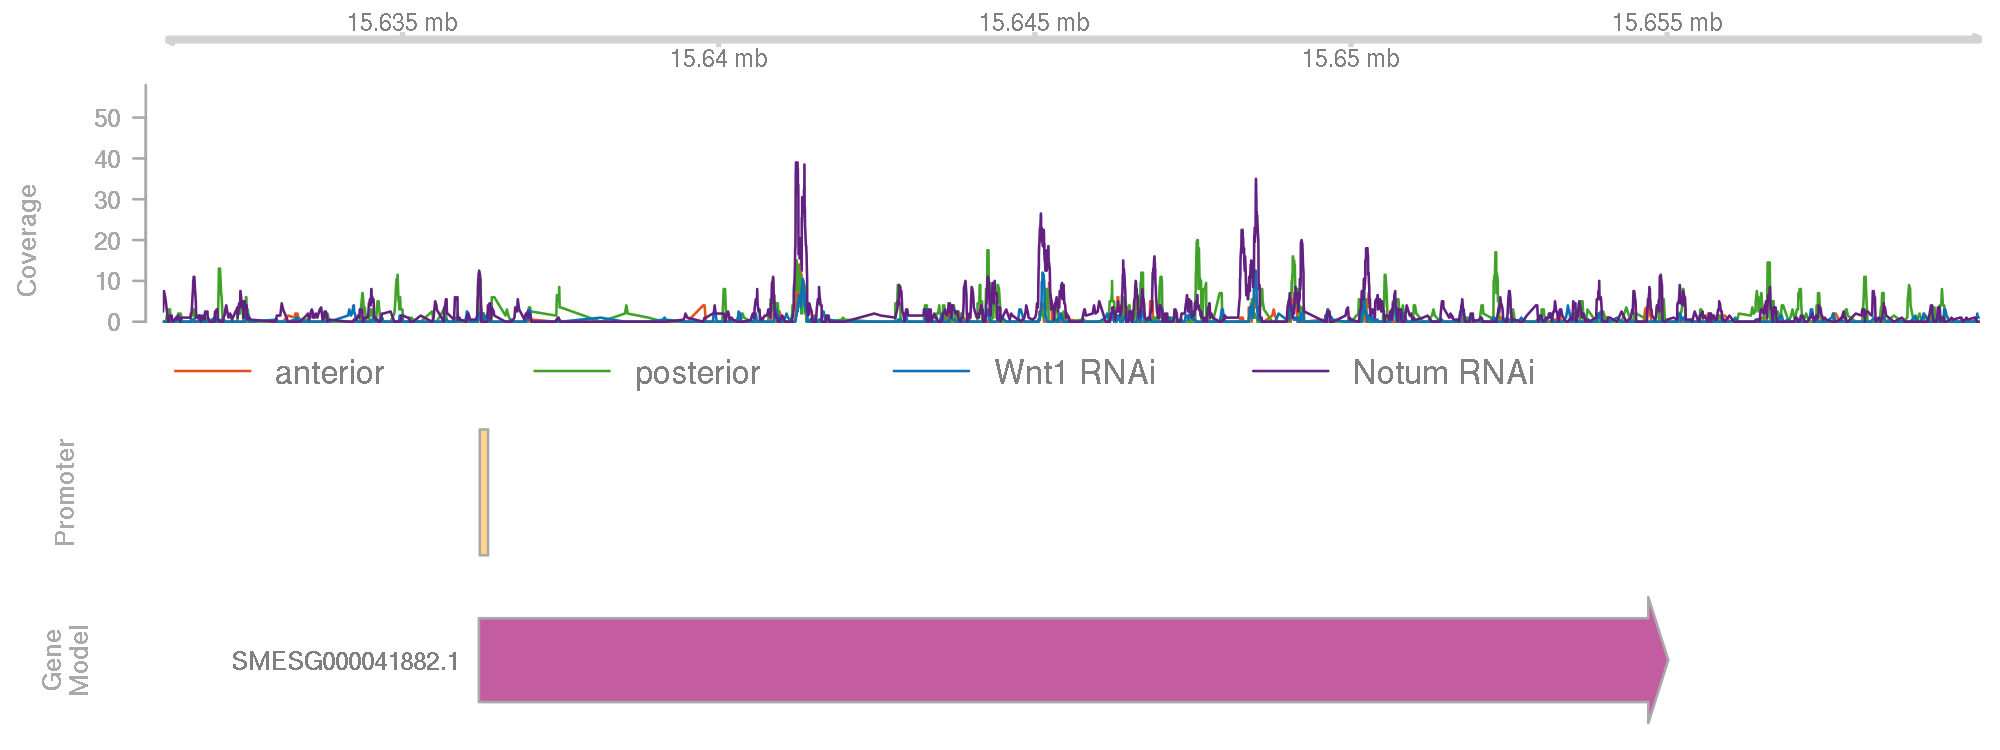 15.635 mb 15.645 mb 15.655 mb
15.64 mb 15.65 mb
Coverage
50
40
30
20
10
0
anterior posterior Wnt1 RNAi Notum RNAi
Promoter
Gene
Model
SMESG000041882.1